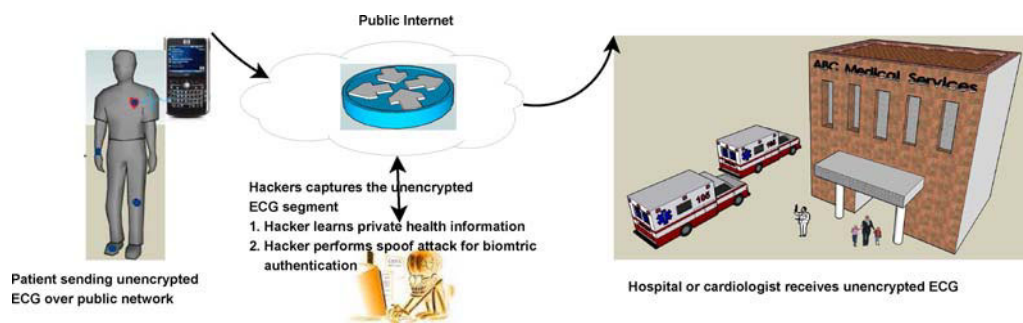 Public Internet
ABC Medical Services
Hackers captures the unencrypted
ECG segment
1. Hacker learns private health information
2. Hacker performs spoof attack for biomtric
authentication
Patient sending unencrypted
ECG over public network
Hospital or cardiologist receives unencrypted ECG